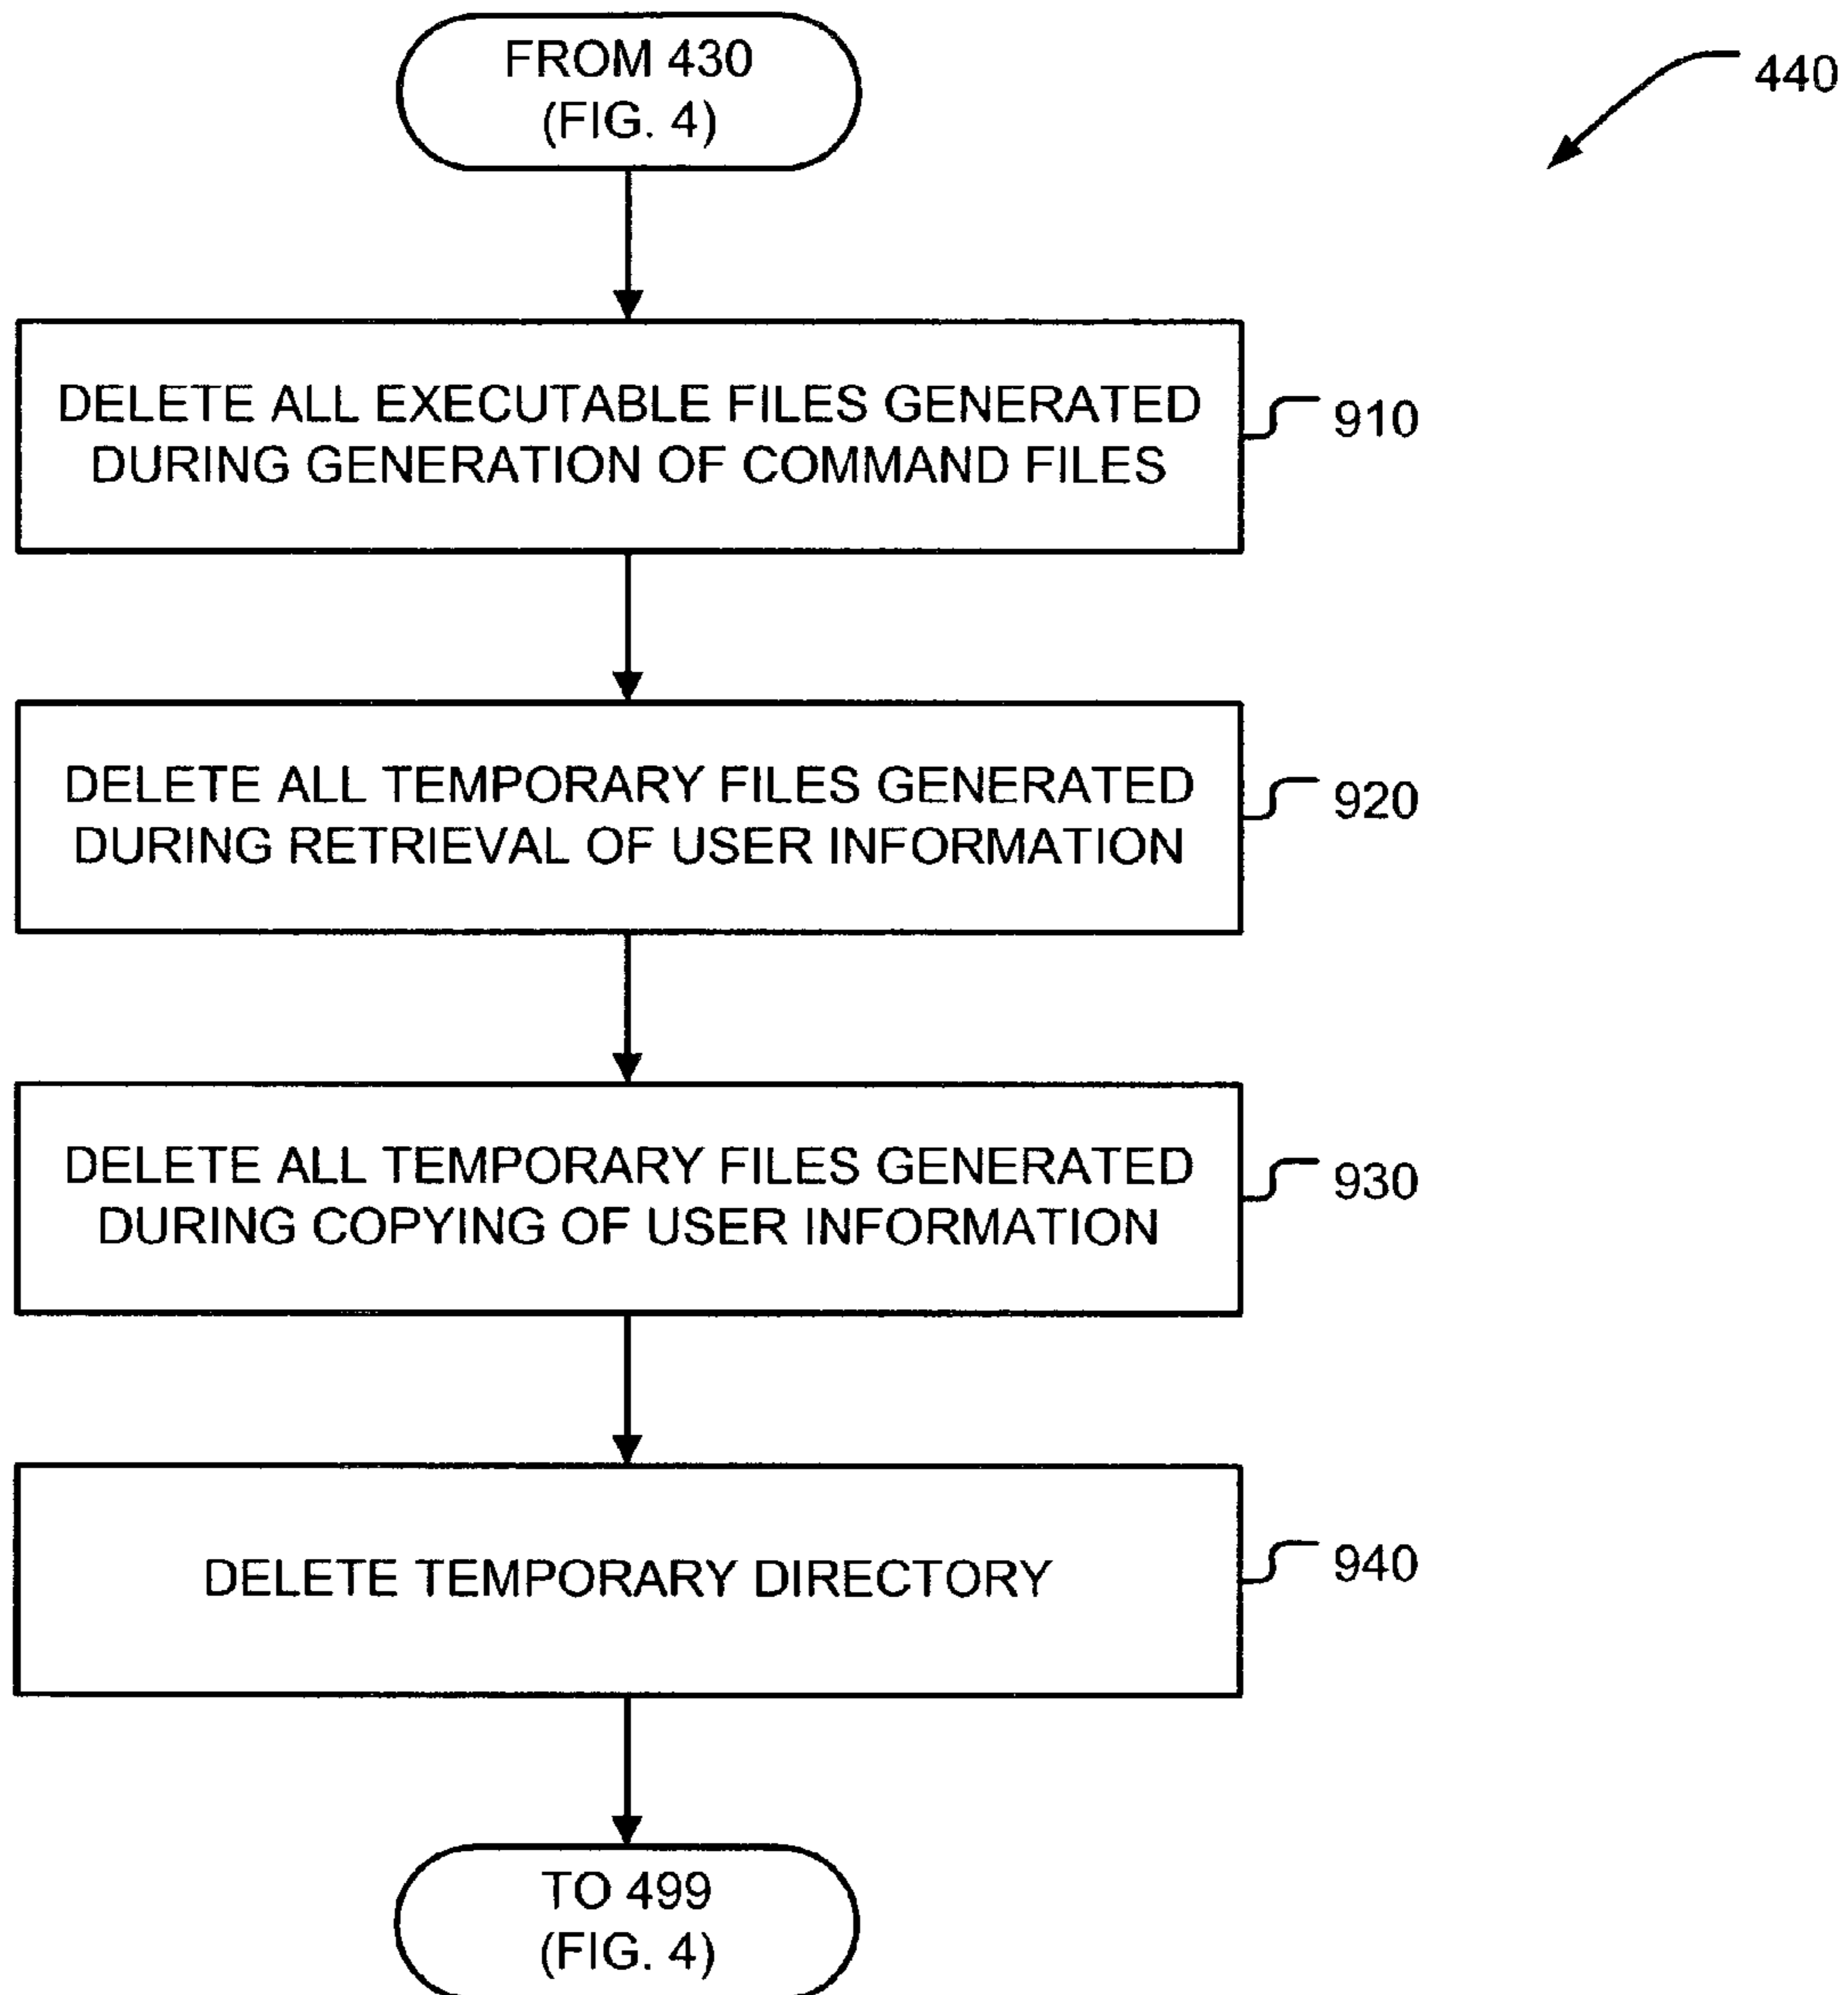 FROM 430
(FIG. 4)
440
DELETE ALL EXECUTABLE FILES GENERATED
DURING GENERATION OF COMMAND FILES
910
DELETE ALL TEMPORARY FILES GENERATED
DURING RETRIEVAL OF USER INFORMATION
920
DELETE ALL TEMPORARY FILES GENERATED
DURING COPYING OF USER INFORMATION
930
DELETE TEMPORARY DIRECTORY
940
TO 499
(FIG. 4)